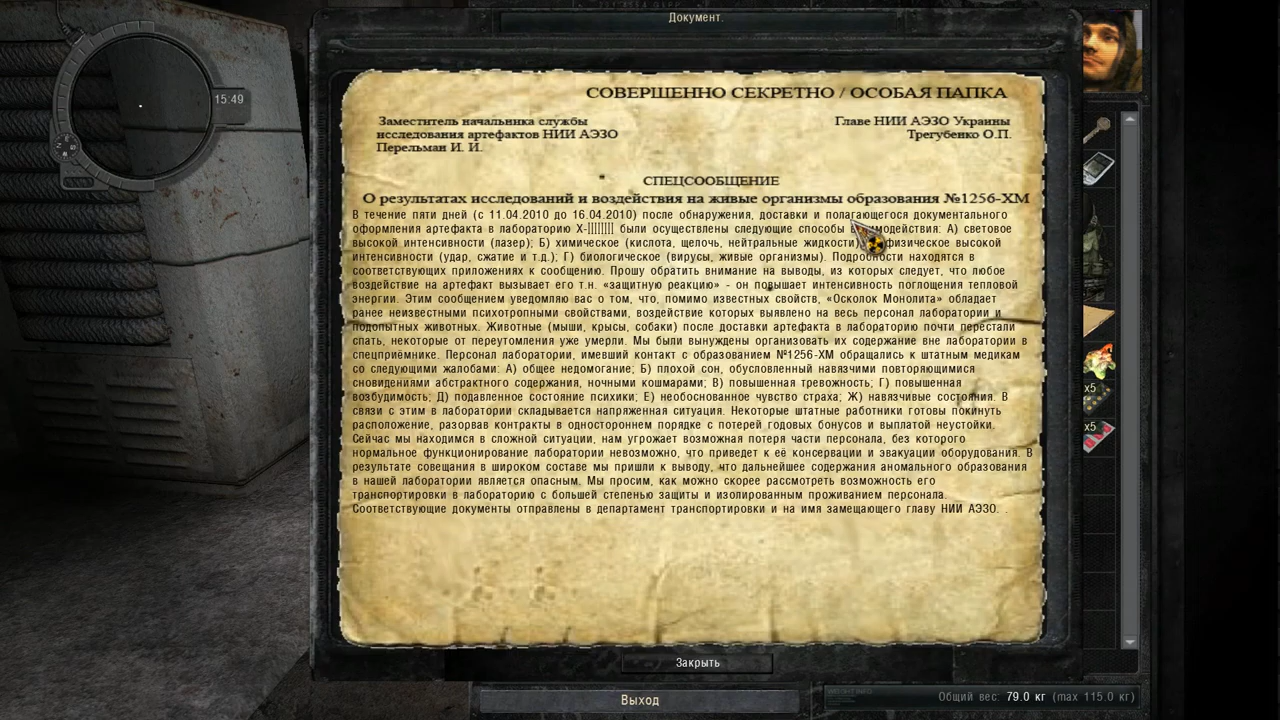 Документ.
15:49
СОВЕРШЕННО СЕКРЕТНО / ОСОБАЯ ПАПКА
Заместитель начальника службы
исследования артефактов НИИ АЭЗО
Перельман И. И.
Главе НИИ АЭЗО Украины
Трегубенко О.П.
СПЕЦСООБЩЕНИЕ
О результатах исследований и воздействия на живые организмы образования №1256-ХМ
В течение пяти дней (с 11.04.2010 до 16.04.2010) после обнаружения, доставки и полагающегося документального
оформления артефакта в лабораторию Х-|||||||| были осуществлены следующие способы модействия: А) световое
высокой интенсивности (лазер); Б) химическое (кислота, щелочь, нейтральные жидкости) физическое высокой
интенсивности (удар, сжатие и т.д.); Г) биологическое (вирусы, живые организмы). Подробности находятся в
соответствующих приложениях к сообщению. Прошу обратить внимание на выводы, из которых следует, что любое
воздействие на артефакт вызывает его т.н. «защитную реакцию» - он повышает интенсивность поглощения тепловой
энергии. Этим сообщением уведомляю вас о том, что, помимо известных свойств, «Осколок Монолита» обладает
ранее неизвестными психотропными свойствами, воздействие которых выявлено на весь персонал лаборатории и
подопытных животных. Животные (мыши, крысы, собаки) после доставки артефакта в лабораторию почти перестали
спать, некоторые от переутомления уже умерли. Мы были вынуждены организовать их содержание вне лаборатории в
спецприёмнике. Персонал лаборатории, имевший контакт с образованием №1256-ХМ обращались к штатным медикам
со следующими жалобами: А) общее недомогание; Б) плохой сон, обусловленный навязчими повторяющимися
сновидениями абстрактного содержания, ночными кошмарами; В) повышенная тревожность; Г) повышенная
возбудимость; Д) подавленное состояние психики; Е) необоснованное чувство страха; Ж) навязчивые состояния. В
связи с этим в лаборатории складывается напряженная ситуация. Некоторые штатные работники готовы покинуть
расположение, разорвав контракты в одностороннем порядке с потерей годовых бонусов и выплатой неустойки.
Сейчас мы находимся в сложной ситуации, нам угрожает возможная потеря части персонала, без которого
нормальное функционирование лаборатории невозможно, что приведет к её консервации и эвакуации оборудования. В
результате совещания в широком составе мы пришли к выводу, что дальнейшее содержания аномального образования
в нашей лаборатории является опасным. Мы просим, как можно скорее рассмотреть возможность его
транспортировки в лабораторию с большей степенью защиты и изолированным проживанием персонала.
Соответствующие документы отправлены в департамент транспортировки и на имя замещающего главу НИИ АЭЗО. .
x5
x5
Закрыть
Выход
Общий вес: 79.0 кг (max 115.0 кг)